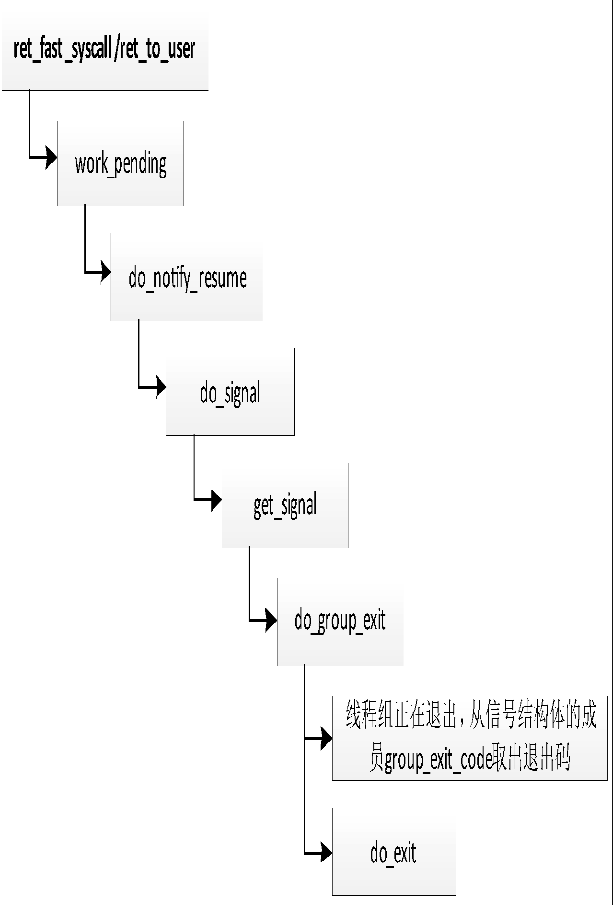 ret_fast_syscall/ret_to_user
work_pending
do_notify_resume
do_signal
get_signal
do_group_exit
线程组正在退出，从信号结构体的成
员group_exit_code取出退出码
do_exit